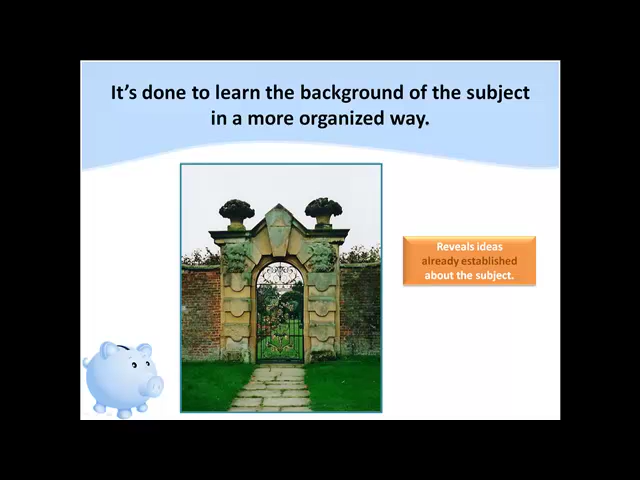 It's done to learn the background of the subject
in a more organized way.
Reveals ideas
already established
about the subject.